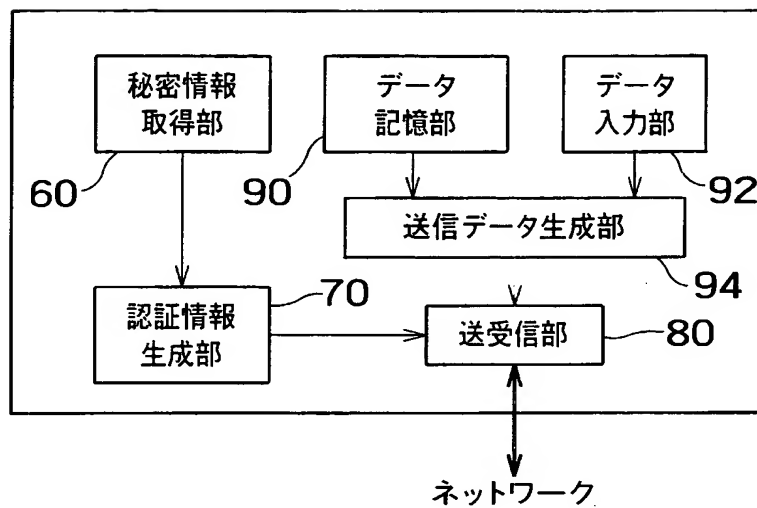 秘密情報
取得部
60
データ
記憶部
90
データ
入力部
92
送信データ生成部
94
認証情報
生成部
70
送受信部
80
ネットワーク